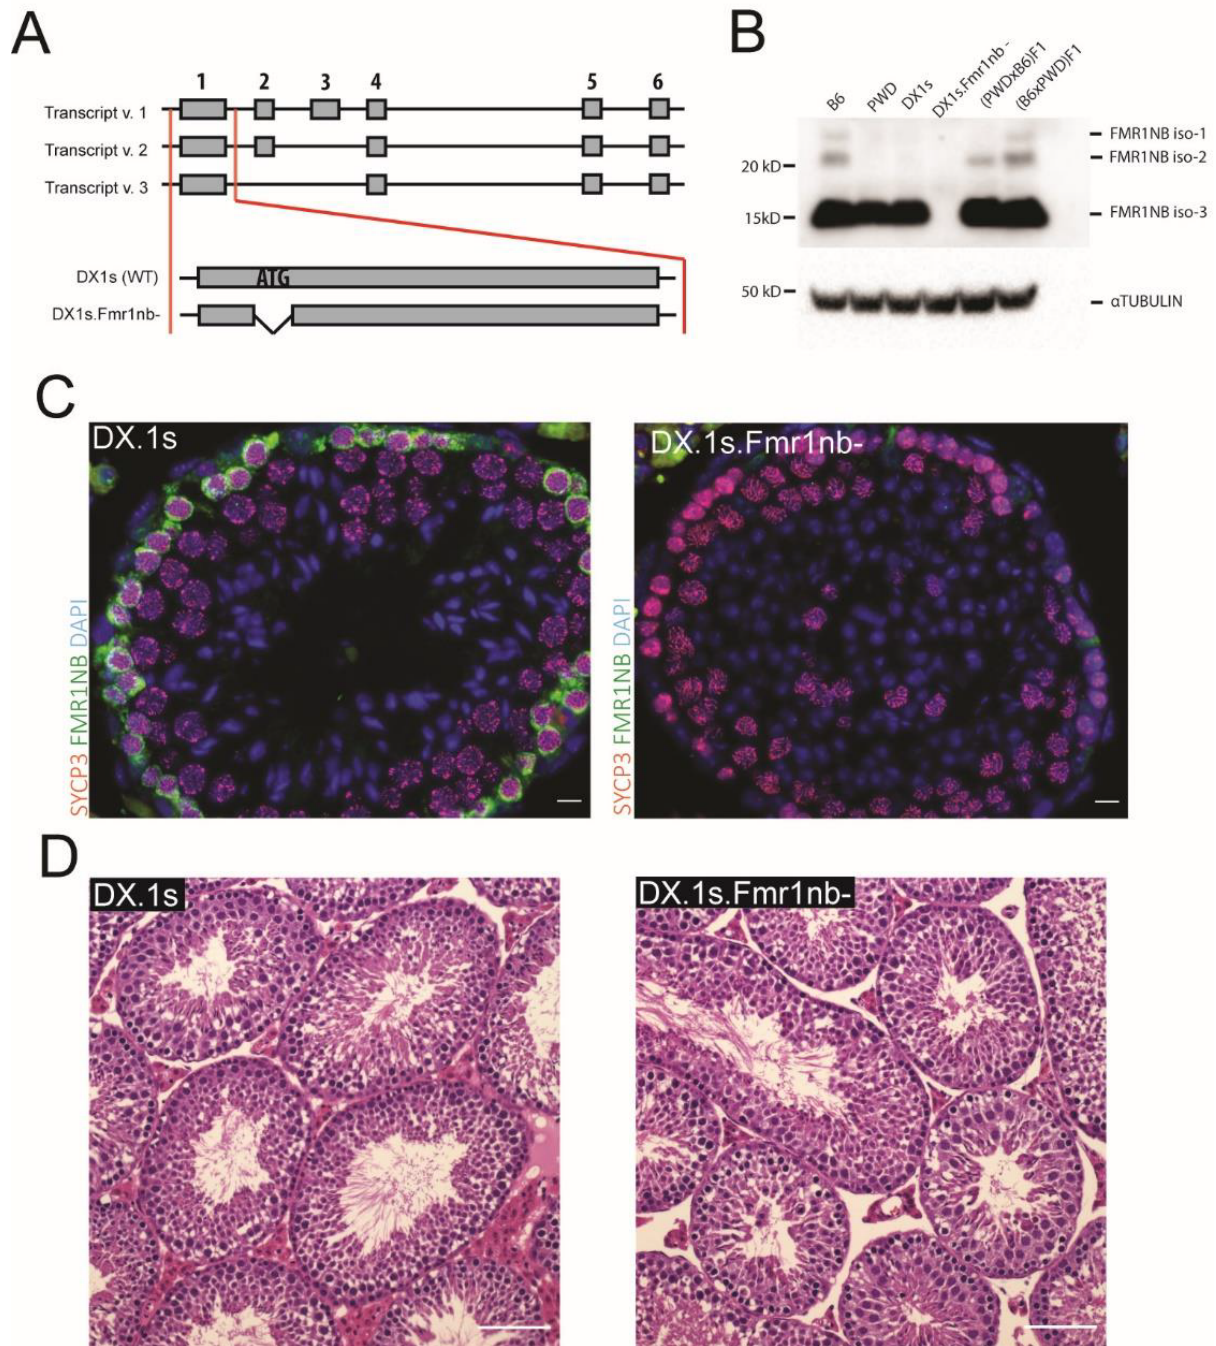 A
1 2 3 4 5 6
Transcript v. 1
Transcript v. 2
Transcript v. 3
DX1s (WT)
ATG
DX1s.Fmr1nb-
B
B6
PWD
DX1s
DX1s.Fmr1nb-
(PWDxB6)F1
(B6xPWD)F1
20 kD
15kD
50 kD
FMR1NB iso-1
FMR1NB iso-2
FMR1NB iso-3
αTUBULIN
C
DX.1s
SYCP3 FMR1NB DAPI
DX.1s.Fmr1nb-
SYCP3 FMR1NB DAPI
D
DX.1s
DX.1s.Fmr1nb-